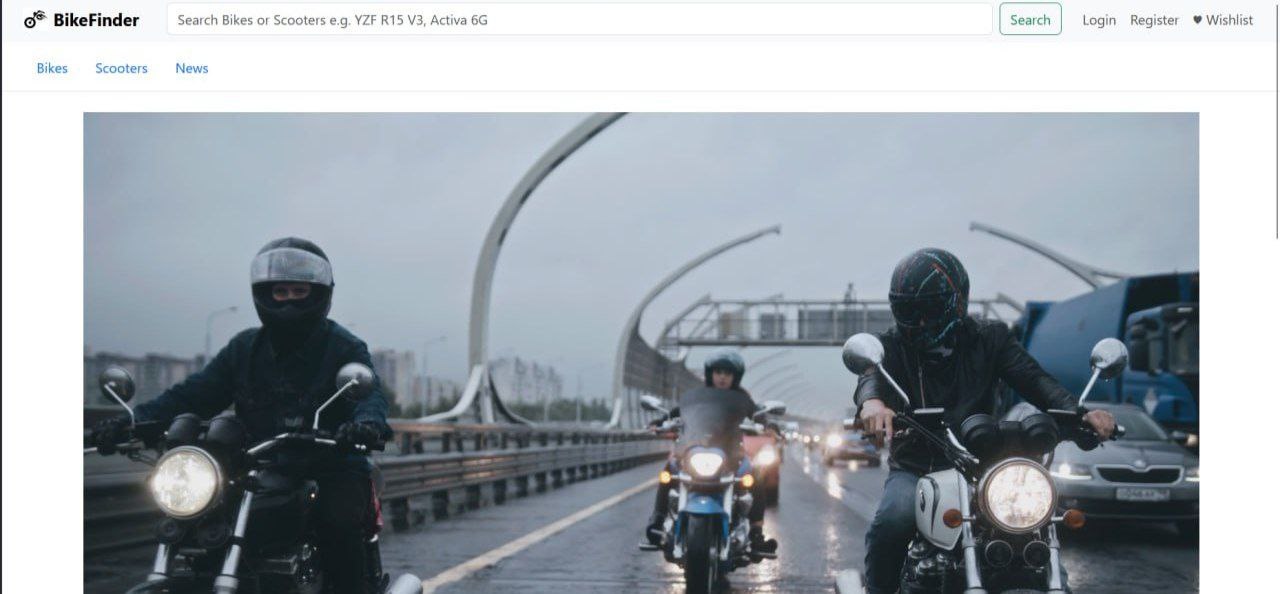 BikeFinder
Search Bikes or Scooters e.g. YZF R15 V3, Activa 6G
Search
Login
Register
♥ Wishlist
Bikes
Scooters
News